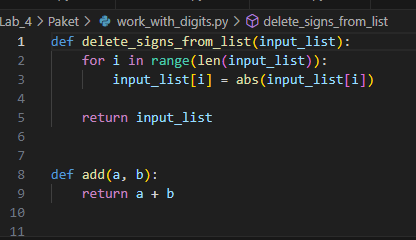 Lab_4 > Paket > work_with_digits.py > delete_signs_from_list
1 def delete_signs_from_list(input_list):
2     for i in range(len(input_list)):
3         input_list[i] = abs(input_list[i])
4
5     return input_list
6
7
8 def add(a, b):
9     return a + b
10
11